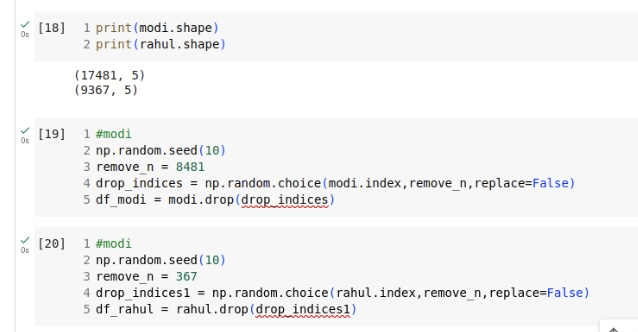 [18] 1 print(modi.shape)
2 print(rahul.shape)
0s
(17481, 5)
(9367, 5)
[19] 1 #modi
0s
2 np.random.seed(10)
3 remove_n = 8481
4 drop_indices = np.random.choice(modi.index,remove_n,replace=False)
5 df_modi = modi.drop(drop_indices)
[20] 1 #modi
0s
2 np.random.seed(10)
3 remove_n = 367
4 drop_indices1 = np.random.choice(rahul.index,remove_n,replace=False)
5 df_rahul = rahul.drop(drop_indices1)